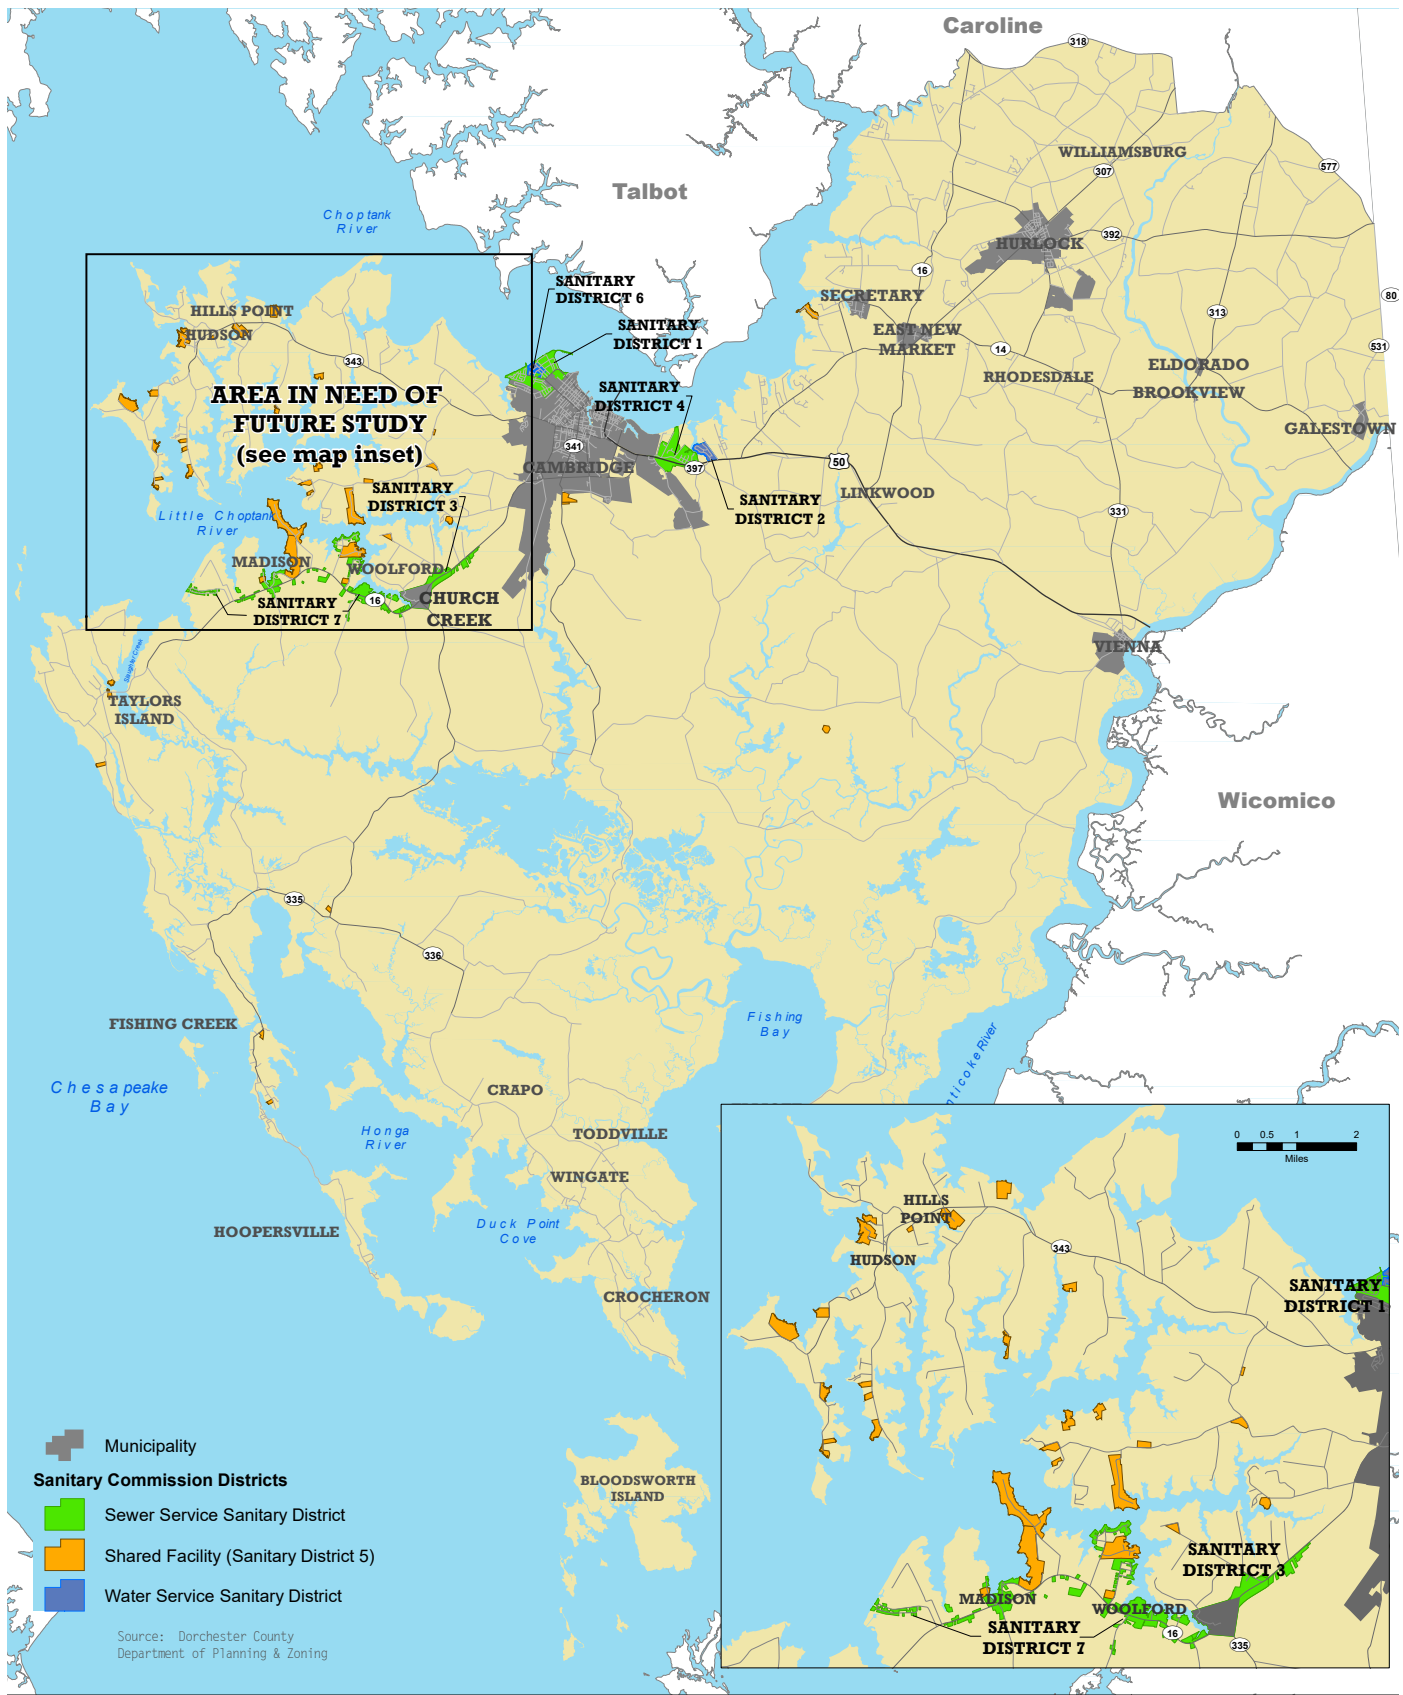 Caroline
318
WILLIAMSBURG
307
577
Talbot
Choptank
River
HURLOCK
392
16
SANITARY
DISTRICT 6
SECRETARY
80
HILLS POINT
HUDSON
313
SANITARY
DISTRICT 1
EAST NEW
MARKET
14
531
343
ELDORADO
RHODESDALE
BROOKVIEW
AREA IN NEED OF
FUTURE STUDY
(see map inset)
SANITARY
DISTRICT 4
GALESTOWN
341
CAMBRIDGE
397
50
LINKWOOD
SANITARY
DISTRICT 3
SANITARY
DISTRICT 2
331
Little Choptank
River
MADISON
WOOLFORD
SANITARY
DISTRICT 7
16
CHURCH
CREEK
VIENNA
Slaughter Creek
TAYLORS
ISLAND
Wicomico
335
336
FISHING CREEK
Fishing
Bay
nticoke River
Chesapeake
Bay
CRAPO
Honga
River
TODDVILLE
WINGATE
HOOPERSVILLE
Duck Point
Cove
CROCHERON
BLOODSWORTH
ISLAND
0 0.5 1 2
Miles
HILLS
POINT
HUDSON
343
SANITARY
DISTRICT 1
SANITARY
DISTRICT 3
MADISON
WOOLFORD
SANITARY
DISTRICT 7
16
335
Municipality
Sanitary Commission Districts
Sewer Service Sanitary District
Shared Facility (Sanitary District 5)
Water Service Sanitary District
Source: Dorchester County
Department of Planning & Zoning